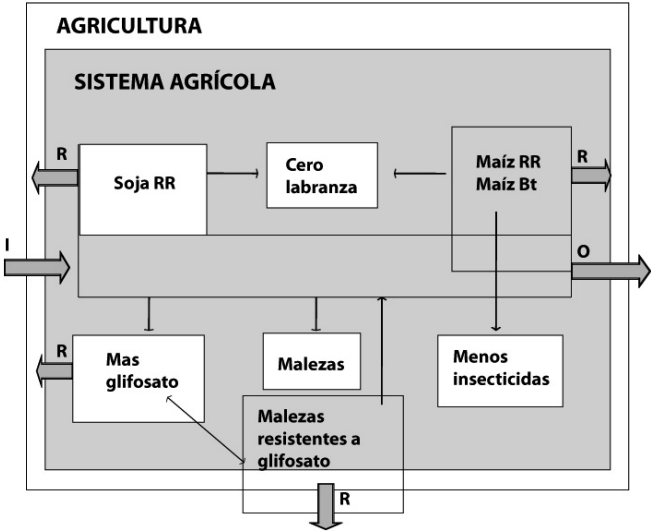 AGRICULTURA
SISTEMA AGRÍCOLA
R
Soja RR
Cero
labranza
Maíz RR
Maíz Bt
R
I
O
R
Mas
glifosato
Malezas
Menos
insecticidas
Malezas
resistentes a
glifosato
R